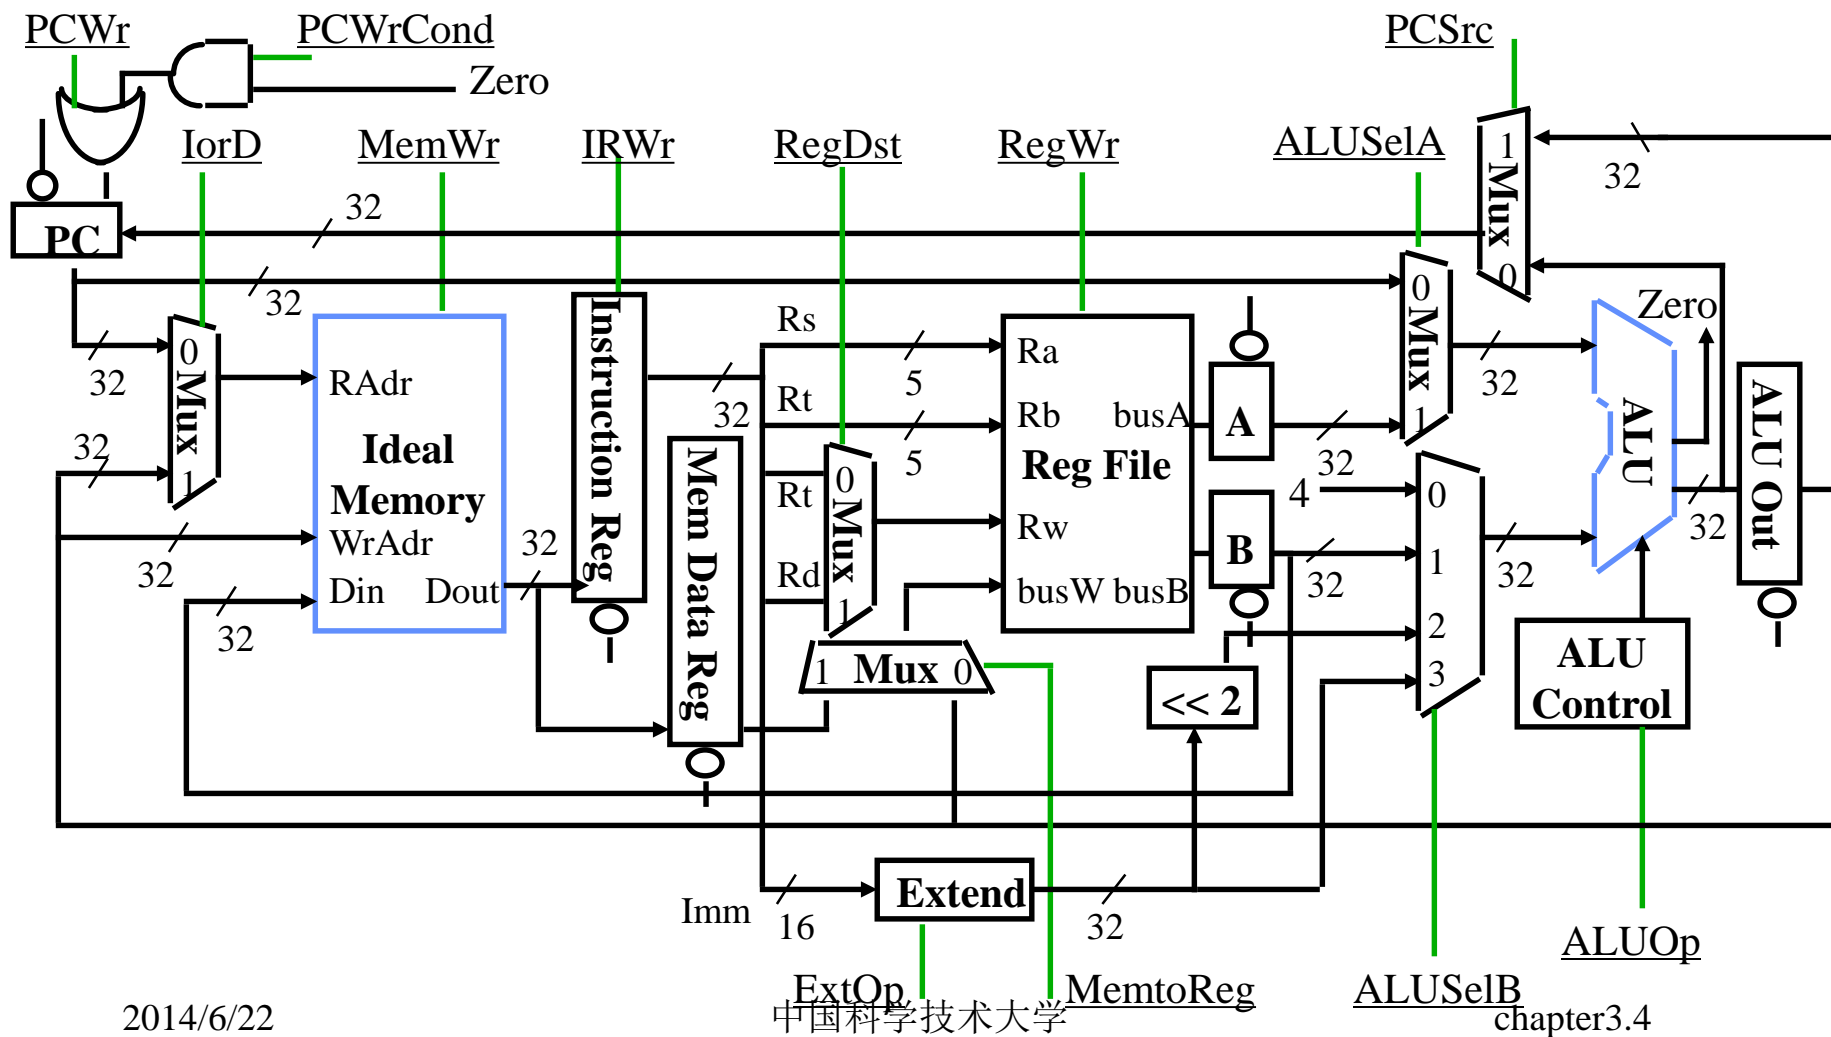 PCWr
PCWrCond
PCSrc
Zero
IorD
MemWr
IRWr
RegDst
RegWr
ALUSelA
1
Mux
0
32
32
PC
32
0
Mux
1
32
32
32
32
RAdr
Ideal
Memory
WrAdr
Din
Dout
32
Instruction Reg
32
Mem Data Reg
Rs
5
Rt
5
Rt
Rd
0
Mux
1
1
Mux
0
Ra
Rb
busA
Reg File
Rw
busW
busB
A
32
B
32
4
<< 2
0
Mux
1
32
0
1
2
3
32
Zero
ALU
32
ALU Out
ALU
Control
Imm
16
Extend
32
ExtOp
MemtoReg
ALUSelB
ALUOp
2014/6/22
中国科学技术大学
chapter3.4